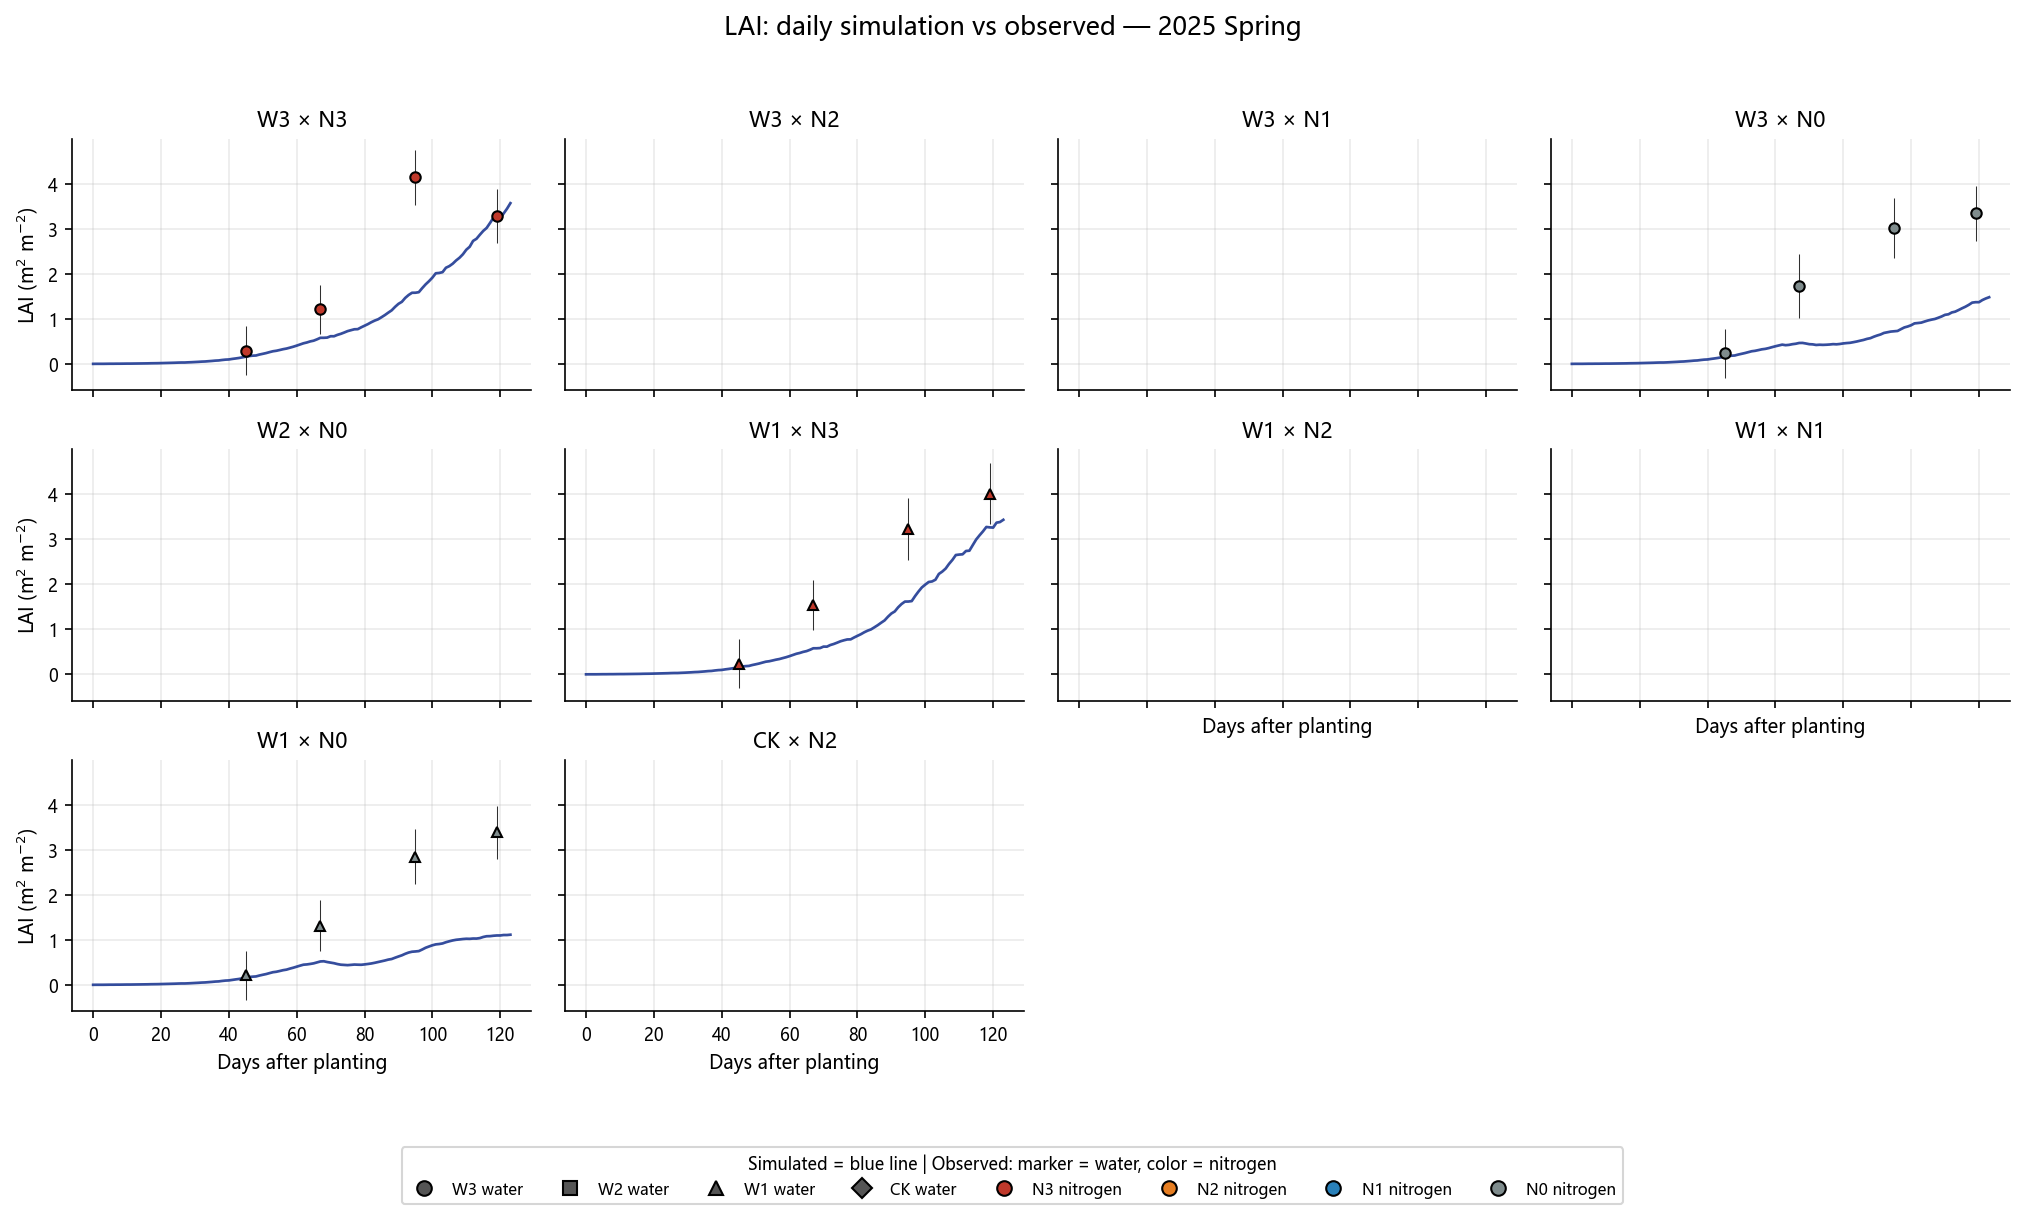 LAI: daily simulation vs observed — 2025 Spring
W3 × N3
W3 × N2
W3 × N1
W3 × N0
LAI (m² m⁻²)
4
3
2
1
0
W2 × N0
W1 × N3
W1 × N2
W1 × N1
LAI (m² m⁻²)
4
3
2
1
0
Days after planting
Days after planting
W1 × N0
CK × N2
LAI (m² m⁻²)
4
3
2
1
0
0 20 40 60 80 100 120
0 20 40 60 80 100 120
Days after planting
Days after planting
Simulated = blue line | Observed: marker = water, color = nitrogen
W3 water W2 water W1 water CK water N3 nitrogen N2 nitrogen N1 nitrogen N0 nitrogen